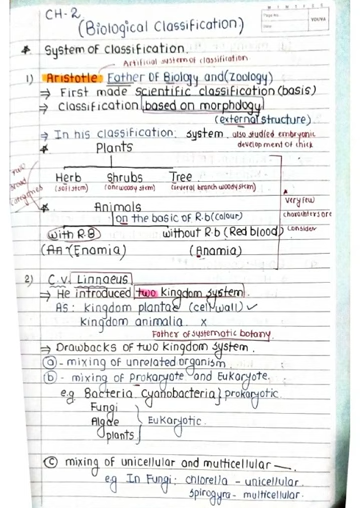 CH-2
(Biological Classification)
* System of classification
Artificial system of classification
1) Aristotle: Father Of Biology and (Zoology)
⇒ First made scientific classification (basis)
⇒ Classification based on morphology
(external structure)
⇒ In his classification: system, also studied embryonic
development of chick
* Plants
Herb Shrubs Tree
(soft stem) (one woody stem) (several branch woody stem)
* Animals
very few
characters are
consider
on the basic of R.b (colour)
with R.B without R.b (Red blood)
(Enamia) (Anamia)
2) C.V. Linnaeus
⇒ He introduced two kingdom system
AS: kingdom plantae (cell wall) ✓
kingdom animalia x
Father of systematic botany.
⇒ Drawbacks of two kingdom system.
(a) - mixing of unrelated organism.
(b) - mixing of prokaryote and Eukaryote.
e.g Bacteria Cyanobacteria } prokaryotic
Fungi
Algae } Eukaryotic
plants
(c) mixing of unicellular and multicellular —.
eg In Fungi: chlorella - unicellular
spirogyra - multicellular.